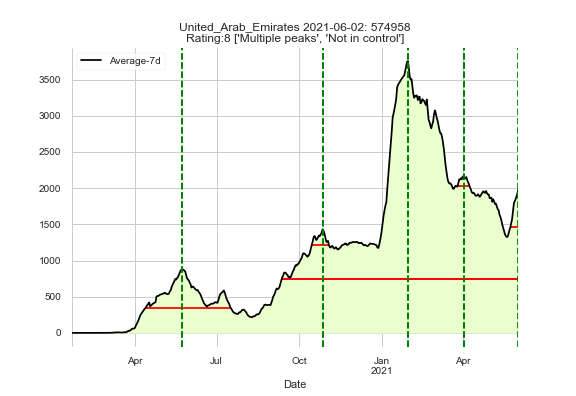 United_Arab_Emirates 2021-06-02: 574958
Rating:8 ['Multiple peaks', 'Not in control']
Average-7d
3500
3000
2500
2000
1500
1000
500
0
Apr Jul Oct Jan Apr
2021
Date